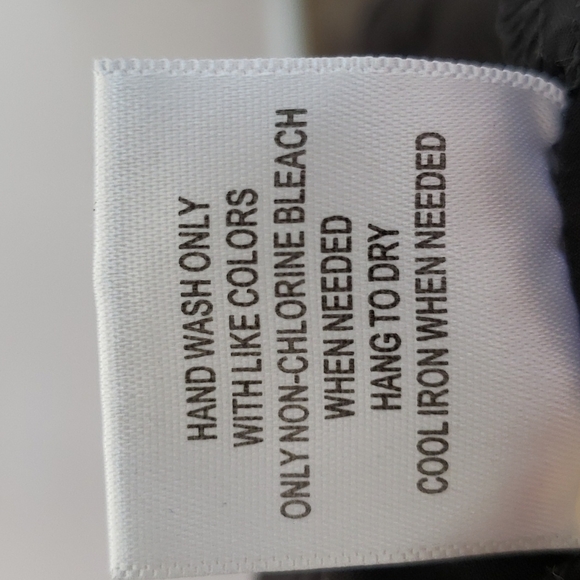 HAND WASH ONLY
WITH LIKE COLORS
ONLY NON-CHLORINE BLEACH
WHEN NEEDED
HANG TO DRY
COOL IRON WHEN NEEDED